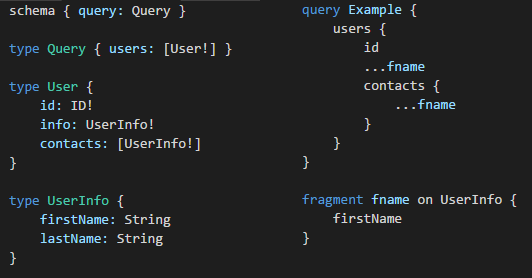 schema { query: Query }
type Query { users: [User!] }
type User {
    id: ID!
    info: UserInfo!
    contacts: [UserInfo!]
}
type UserInfo {
    firstName: String
    lastName: String
}
query Example {
    users {
        id
        ...fname
        contacts {
            ...fname
        }
    }
}
fragment fname on UserInfo {
    firstName
}